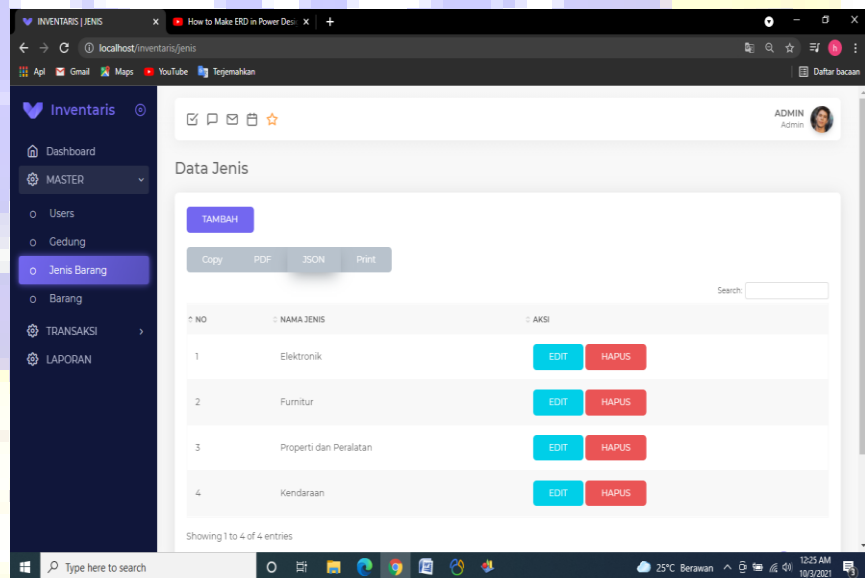 INVENTARIS | JENIS
How to Make ERD in Power Desi
localhost/inventaris/jenis
Apl Gmail Maps YouTube Terjemahkan Daftar bacaan
Inventaris
ADMIN
Admin
Dashboard
MASTER
Users
Gedung
Jenis Barang
Barang
TRANSAKSI
LAPORAN
Data Jenis
TAMBAH
Copy PDF JSON Print
Search:
NO NAMA JENIS AKSI
1 Elektronik EDIT HAPUS
2 Furnitur EDIT HAPUS
3 Properti dan Peralatan EDIT HAPUS
4 Kendaraan EDIT HAPUS
Showing 1 to 4 of 4 entries
Type here to search
25°C Berawan
12:25 AM
10/3/2021